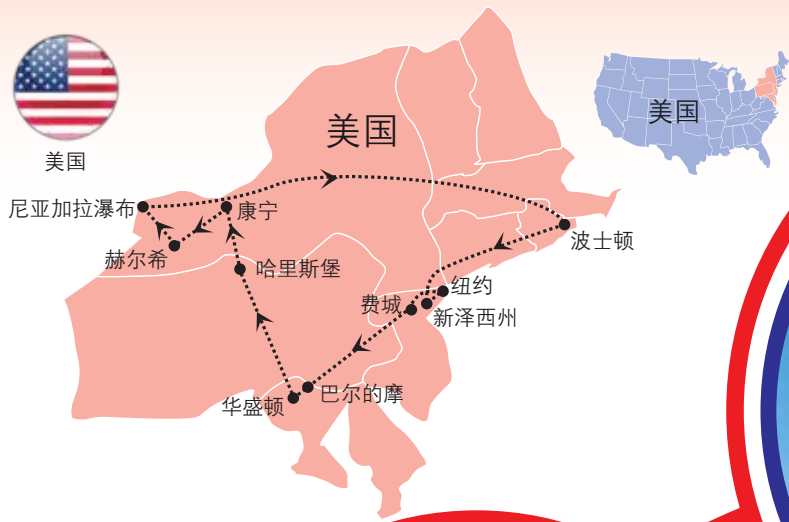 美国
美国
美国
尼亚加拉瀑布
康宁
赫尔希
哈里斯堡
波士顿
纽约
费城
新泽西州
巴尔的摩
华盛顿